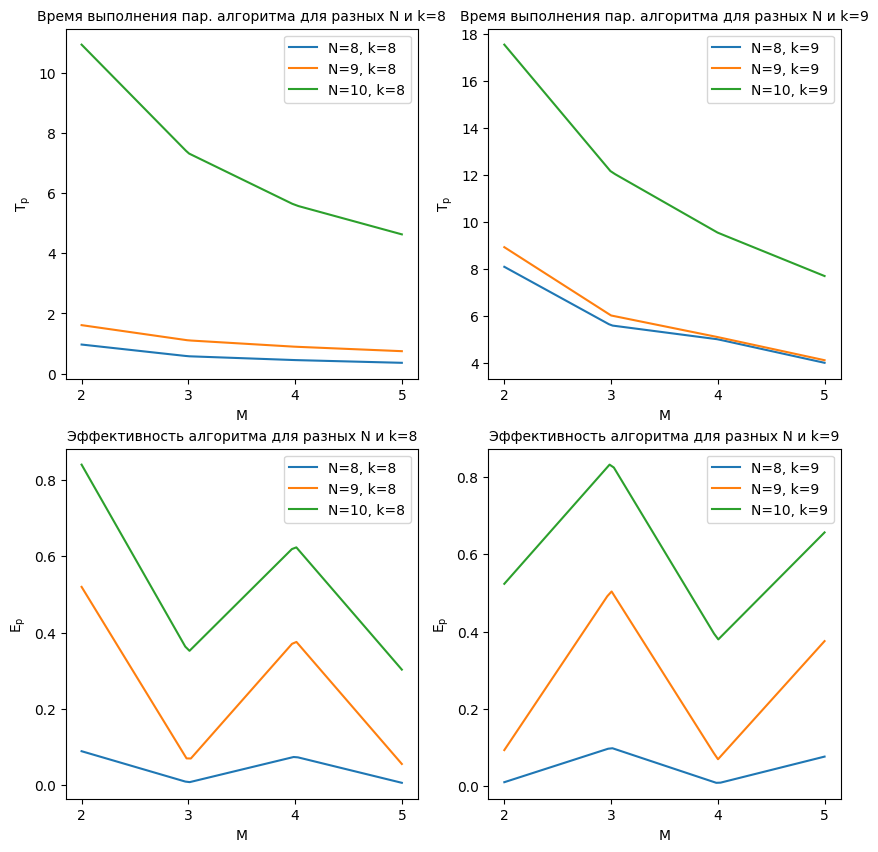 Время выполнения пар. алгоритма для разных N и k=8
10
8
6
4
2
0
Tp
2 3 4 5
M
N=8, k=8
N=9, k=8
N=10, k=8
Время выполнения пар. алгоритма для разных N и k=9
18
16
14
12
10
8
6
4
Tp
2 3 4 5
M
N=8, k=9
N=9, k=9
N=10, k=9
Эффективность алгоритма для разных N и k=8
0.8
0.6
0.4
0.2
0.0
Ep
2 3 4 5
M
N=8, k=8
N=9, k=8
N=10, k=8
Эффективность алгоритма для разных N и k=9
0.8
0.6
0.4
0.2
0.0
Ep
2 3 4 5
M
N=8, k=9
N=9, k=9
N=10, k=9